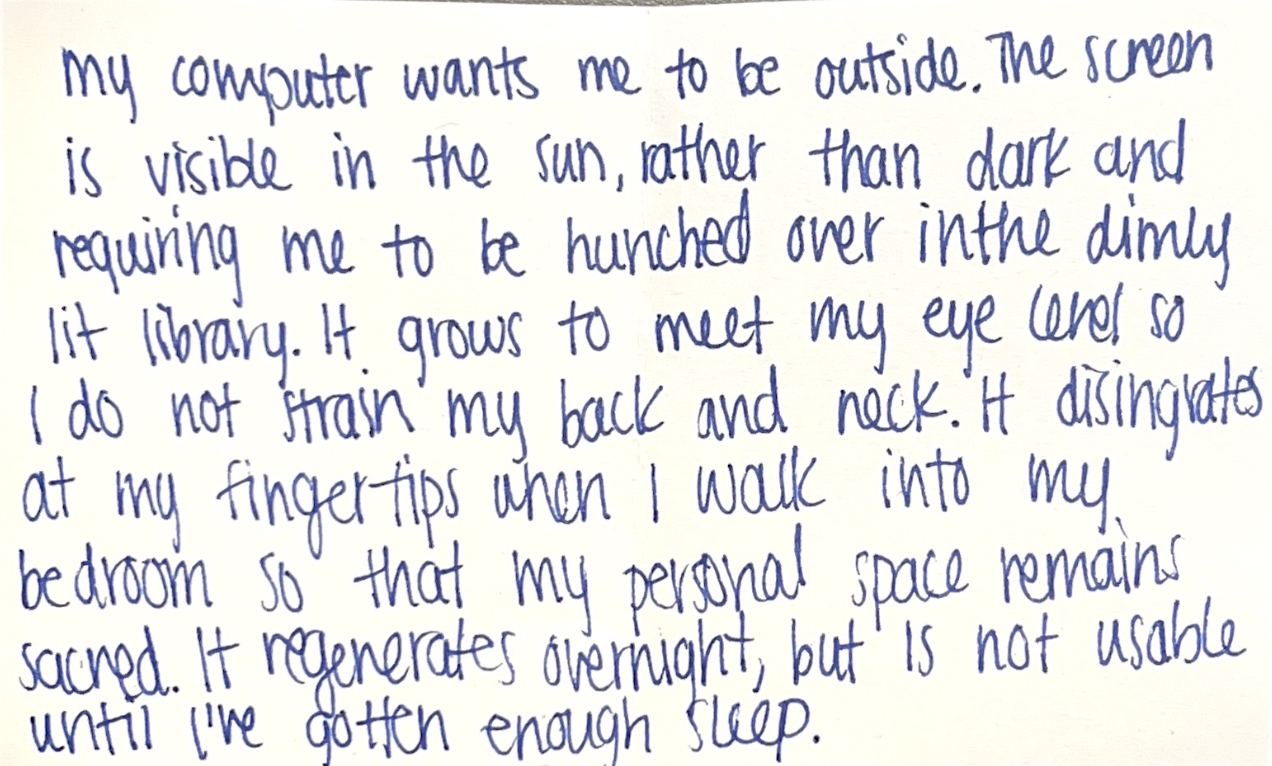 my computer wants me to be outside. The screen
is visible in the sun, rather than dark and
requiring me to be hunched over inthe dimly
lit library. It grows to meet my eye level so
I do not strain my back and neck. It disingrates
at my fingertips when I walk into my
bedroom so that my personal space remains
sacred. It regenerates overnight, but is not usable
until I've gotten enough sleep.